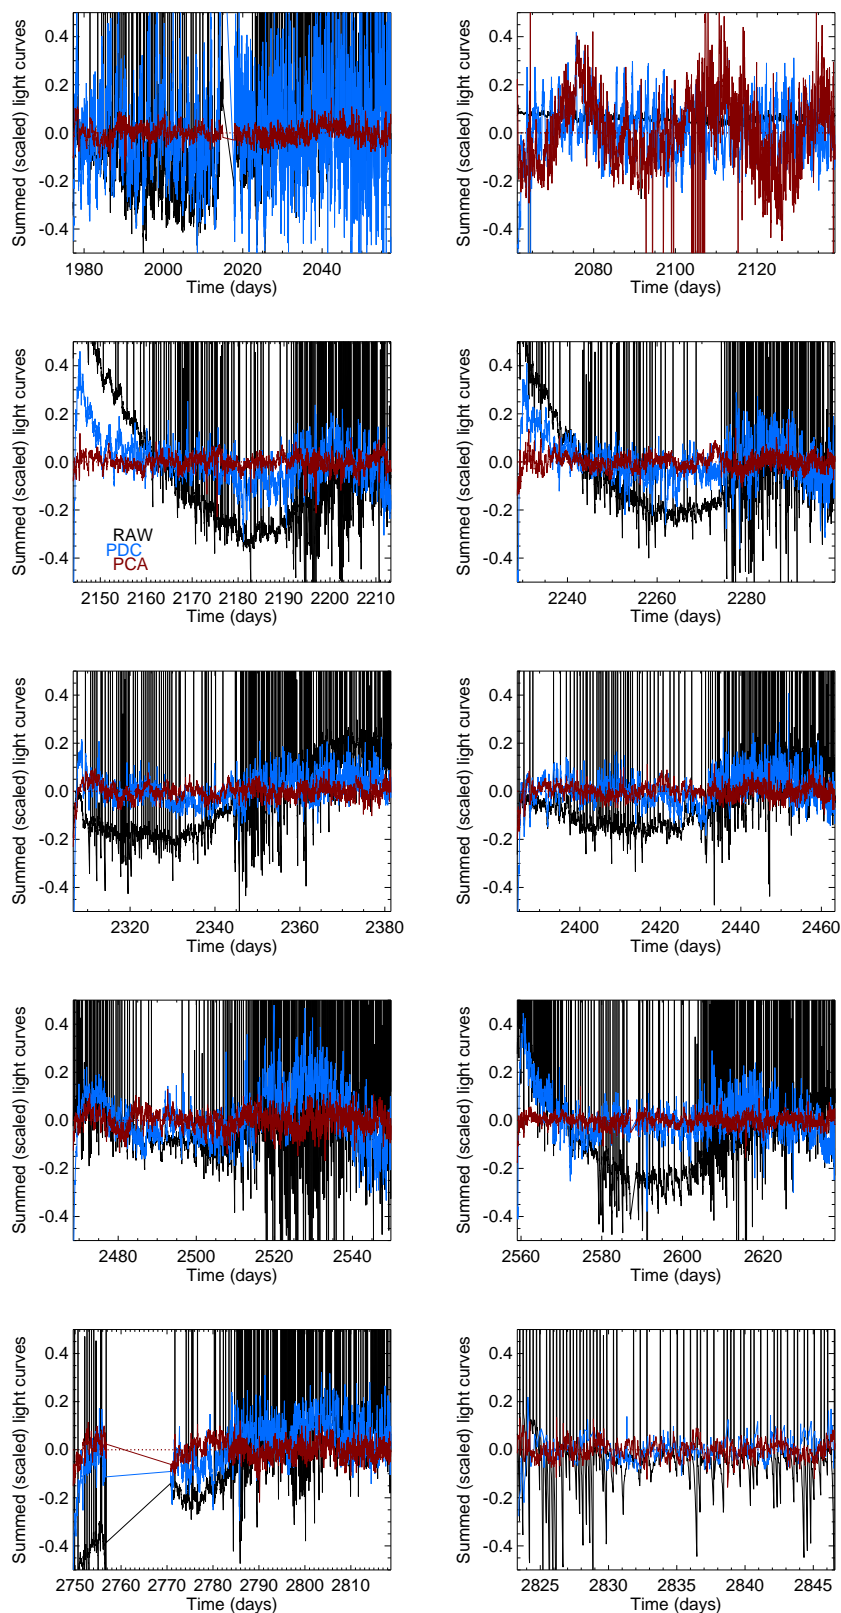 Summed (scaled) light curves
0.4
0.2
0.0
-0.2
-0.4
1980 2000 2020 2040
Time (days)
Summed (scaled) light curves
0.4
0.2
0.0
-0.2
-0.4
2080 2100 2120
Time (days)
Summed (scaled) light curves
0.4
0.2
0.0
-0.2
-0.4
RAW
PDC
PCA
2150 2160 2170 2180 2190 2200 2210
Time (days)
Summed (scaled) light curves
0.4
0.2
0.0
-0.2
-0.4
2240 2260 2280
Time (days)
Summed (scaled) light curves
0.4
0.2
0.0
-0.2
-0.4
2320 2340 2360 2380
Time (days)
Summed (scaled) light curves
0.4
0.2
0.0
-0.2
-0.4
2400 2420 2440 2460
Time (days)
Summed (scaled) light curves
0.4
0.2
0.0
-0.2
-0.4
2480 2500 2520 2540
Time (days)
Summed (scaled) light curves
0.4
0.2
0.0
-0.2
-0.4
2560 2580 2600 2620
Time (days)
Summed (scaled) light curves
0.4
0.2
0.0
-0.2
-0.4
2750 2760 2770 2780 2790 2800 2810
Time (days)
Summed (scaled) light curves
0.4
0.2
0.0
-0.2
-0.4
2825 2830 2835 2840 2845
Time (days)